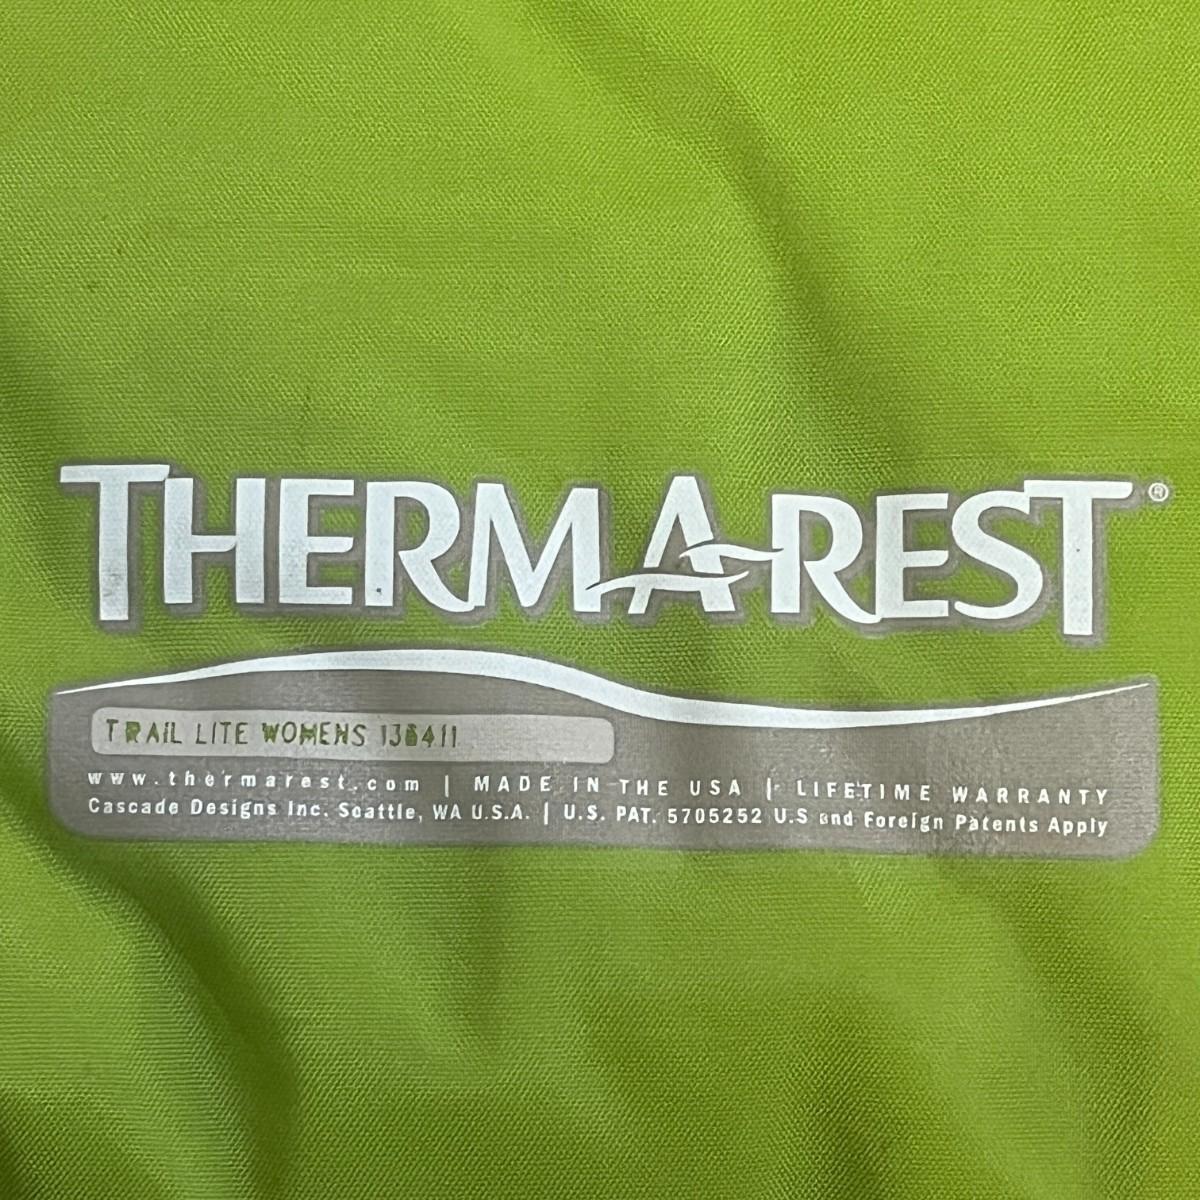 THERMAREST®
TRAIL LITE WOMENS
www.thermarest.com | MADE IN THE USA | LIFETIME WARRANTY
Cascade Designs Inc. Seattle, WA U.S.A. | U.S. PAT. 5705252 U.S and Foreign Patents Apply